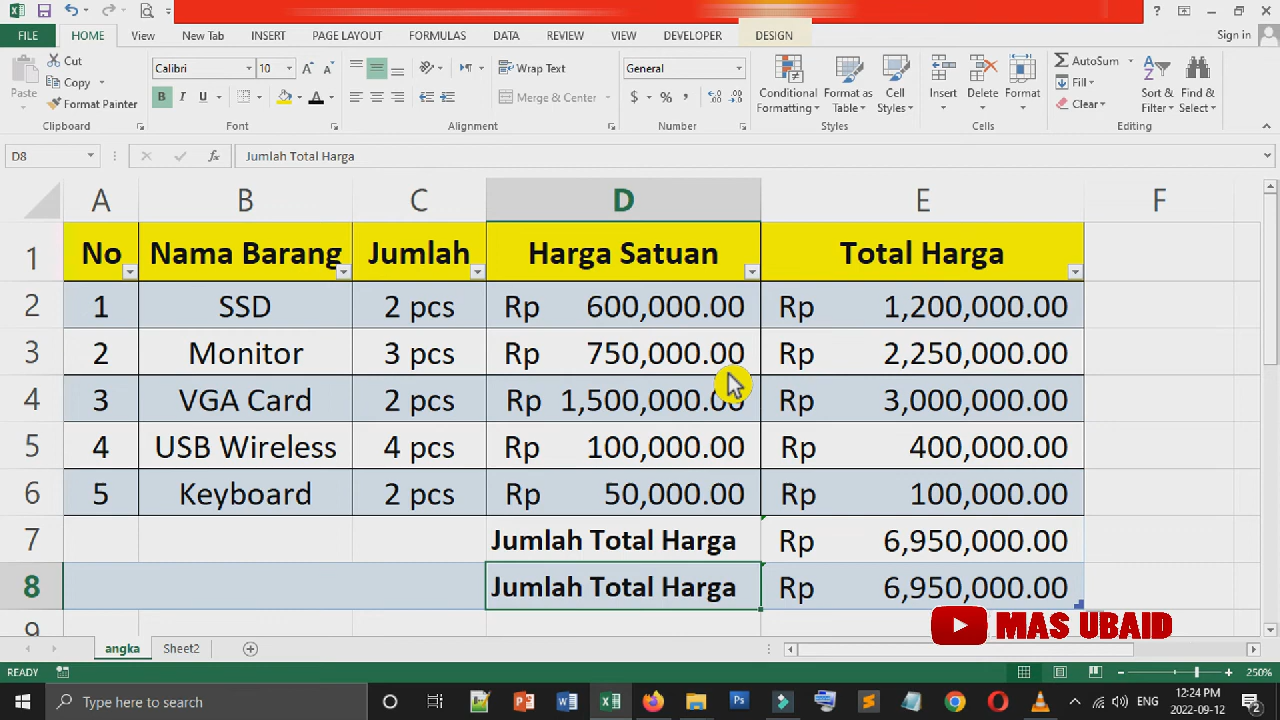 FILE HOME View New Tab INSERT PAGE LAYOUT FORMULAS DATA REVIEW VIEW DEVELOPER DESIGN Sign in
Paste Cut Copy Format Painter Clipboard
Calibri 10 B I U Font
Wrap Text Merge & Center Alignment
General $ % , Number
Conditional Formatting Format as Table Cell Styles Styles
Insert Delete Format Cells
AutoSum Fill Clear Sort & Filter Find & Select Editing
D8 fx Jumlah Total Harga
A B C D E F
1 No Nama Barang Jumlah Harga Satuan Total Harga
2 1 SSD 2 pcs Rp 600,000.00 Rp 1,200,000.00
3 2 Monitor 3 pcs Rp 750,000.00 Rp 2,250,000.00
4 3 VGA Card 2 pcs Rp 1,500,000.00 Rp 3,000,000.00
5 4 USB Wireless 4 pcs Rp 100,000.00 Rp 400,000.00
6 5 Keyboard 2 pcs Rp 50,000.00 Rp 100,000.00
7 Jumlah Total Harga Rp 6,950,000.00
8 Jumlah Total Harga Rp 6,950,000.00
9
MAS UBAID
angka Sheet2
READY 250%
Type here to search ENG 12:24 PM
2022-09-12 2